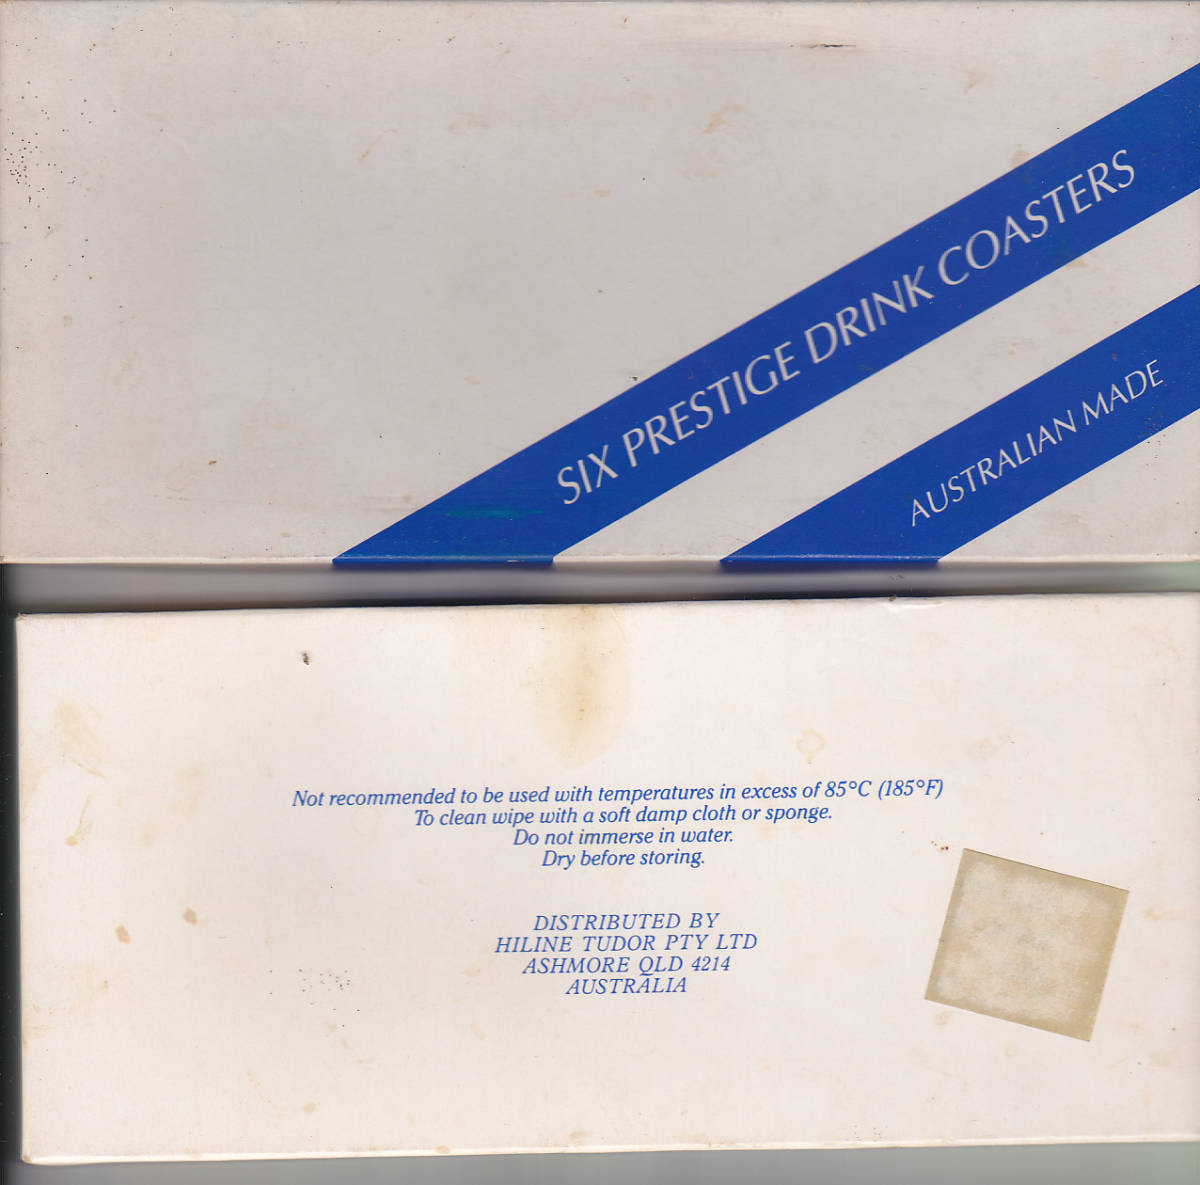 SIX PRESTIGE DRINK COASTERS
AUSTRALIAN MADE
Not recommended to be used with temperatures in excess of 85°C (185°F)
To clean wipe with a soft damp cloth or sponge.
Do not immerse in water.
Dry before storing.
DISTRIBUTED BY
HILINE TUDOR PTY LTD
ASHMORE QLD 4214
AUSTRALIA